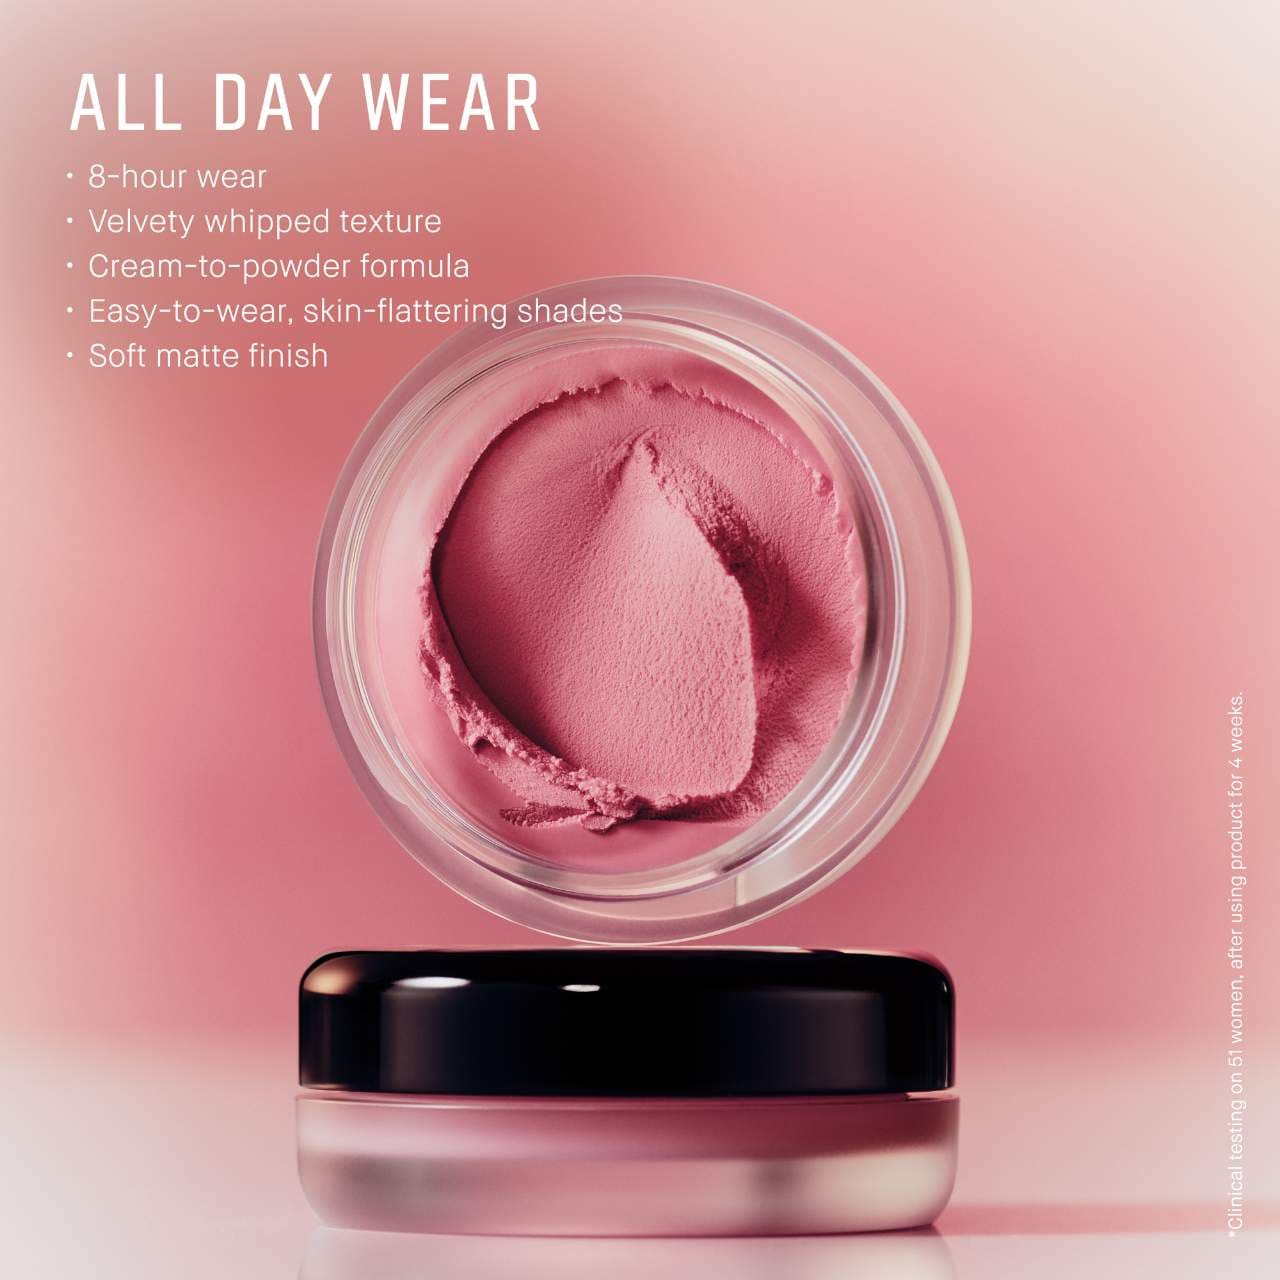 ALL DAY WEAR
• 8-hour wear
• Velvety whipped texture
• Cream-to-powder formula
• Easy-to-wear, skin-flattering shades
• Soft matte finish
*Clinical testing on 51 women, after using product for 4 weeks.